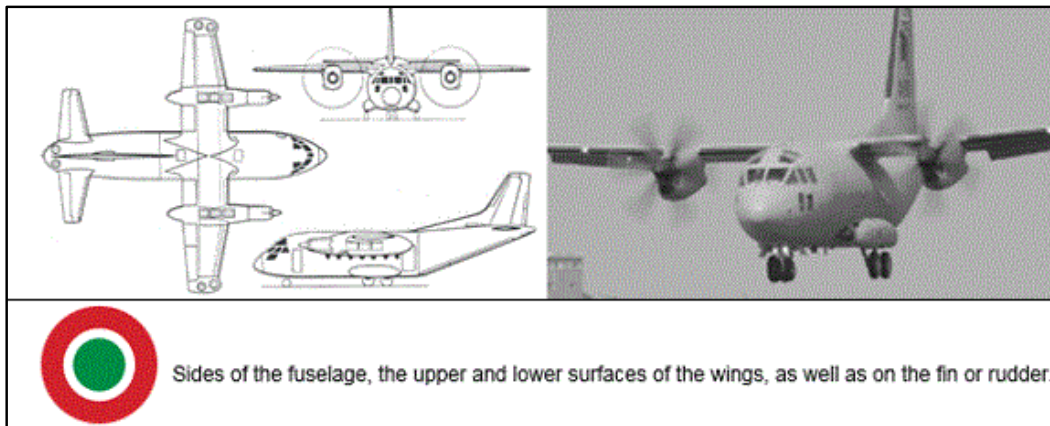 Sides of the fuselage, the upper and lower surfaces of the wings, as well as on the fin or rudder.